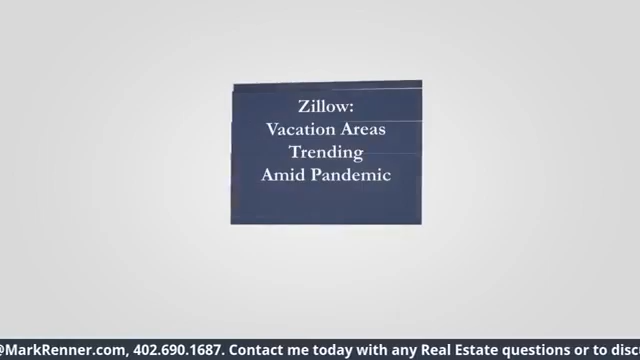 Zillow:
Vacation Areas
Trending
Amid Pandemic
@MarkRenner.com, 402.690.1687. Contact me today with any Real Estate questions or to disc